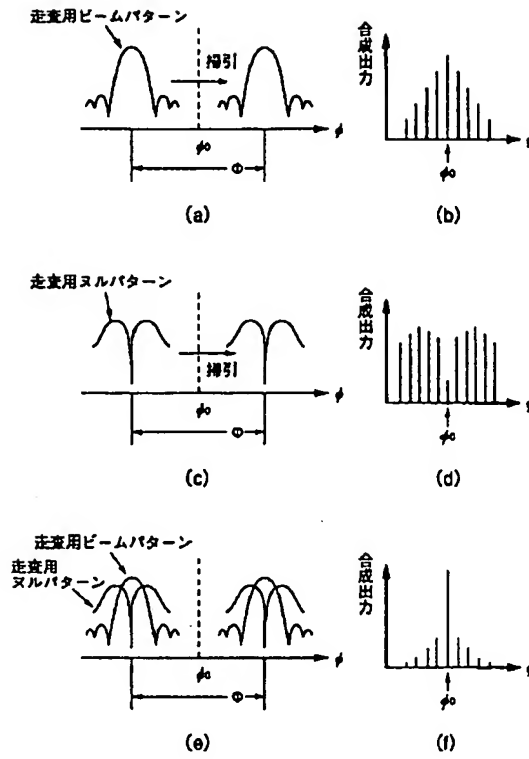 走査用ビームパターン
掃引
φ
φ0
Φ
(a)
合成出力
φ
φ0
(b)
走査用ヌルパターン
掃引
φ
φ0
Φ
(c)
合成出力
φ
φ0
(d)
走査用ビームパターン
走査用
ヌルパターン
φ
φ0
Φ
(e)
合成出力
φ
φ0
(f)